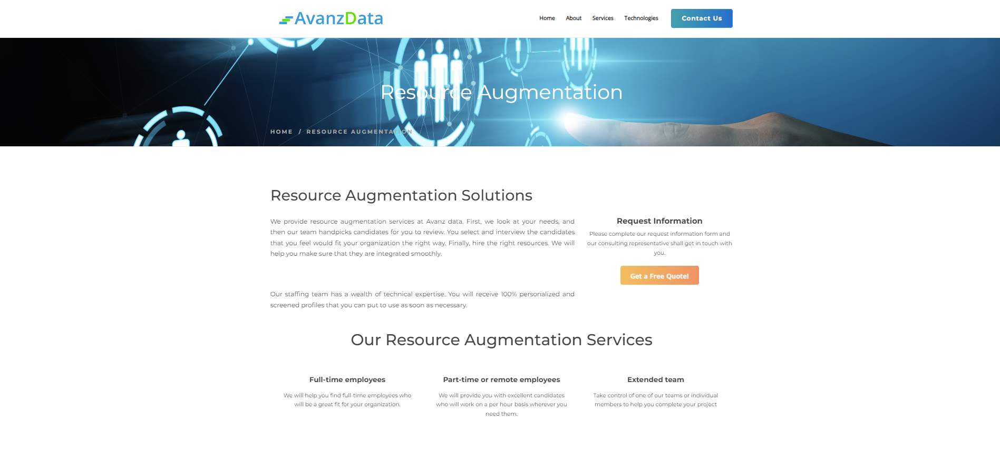 AvanzData
Home About Services Technologies Contact Us
Resource Augmentation
HOME / RESOURCE AUGMENTATION
Resource Augmentation Solutions
We provide resource augmentation services at Avanz data. First, we look at your needs, and
then our team handpicks candidates for you to review. You select and interview the candidates
that you feel would fit your organization the right way. Finally, hire the right resources. We will
help you make sure that they are integrated smoothly.
Our staffing team has a wealth of technical expertise. You will receive 100% personalized and
screened profiles that you can put to use as soon as necessary.
Request Information
Please complete our request information form and
our consulting representative shall get in touch with
you.
Get a Free Quote!
Our Resource Augmentation Services
Full-time employees
We will help you find full-time employees who
will be a great fit for your organization.
Part-time or remote employees
We will provide you with excellent candidates
who will work on a per hour basis wherever you
need them.
Extended team
Take control of one of our teams or individual
members to help you complete your project